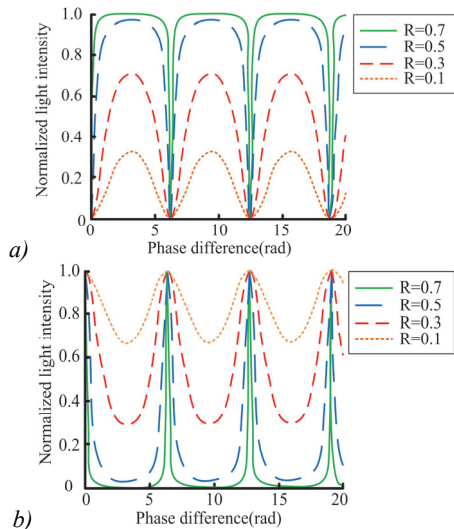 1.0
0.8
0.6
0.4
0.2
0
Normalized light intensity
0
5
10
15
20
Phase difference(rad)
R=0.7
R=0.5
R=0.3
R=0.1
a)
1.0
0.8
0.6
0.4
0.2
0
Normalized light intensity
0
5
10
15
20
Phase difference(rad)
R=0.7
R=0.5
R=0.3
R=0.1
b)